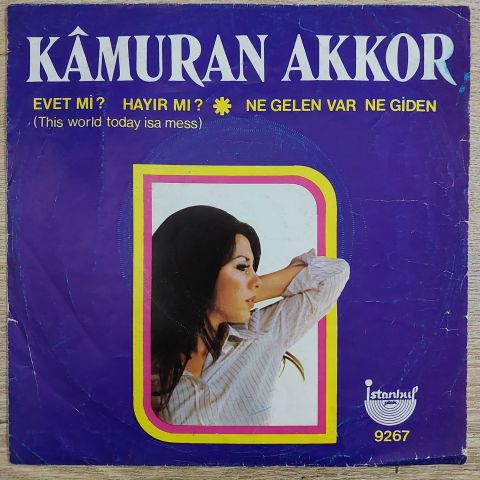 KÂMURAN AKKOR
EVET Mİ? HAYIR MI? * NE GELEN VAR NE GİDEN
(This world today isa mess)
istanbul
9267